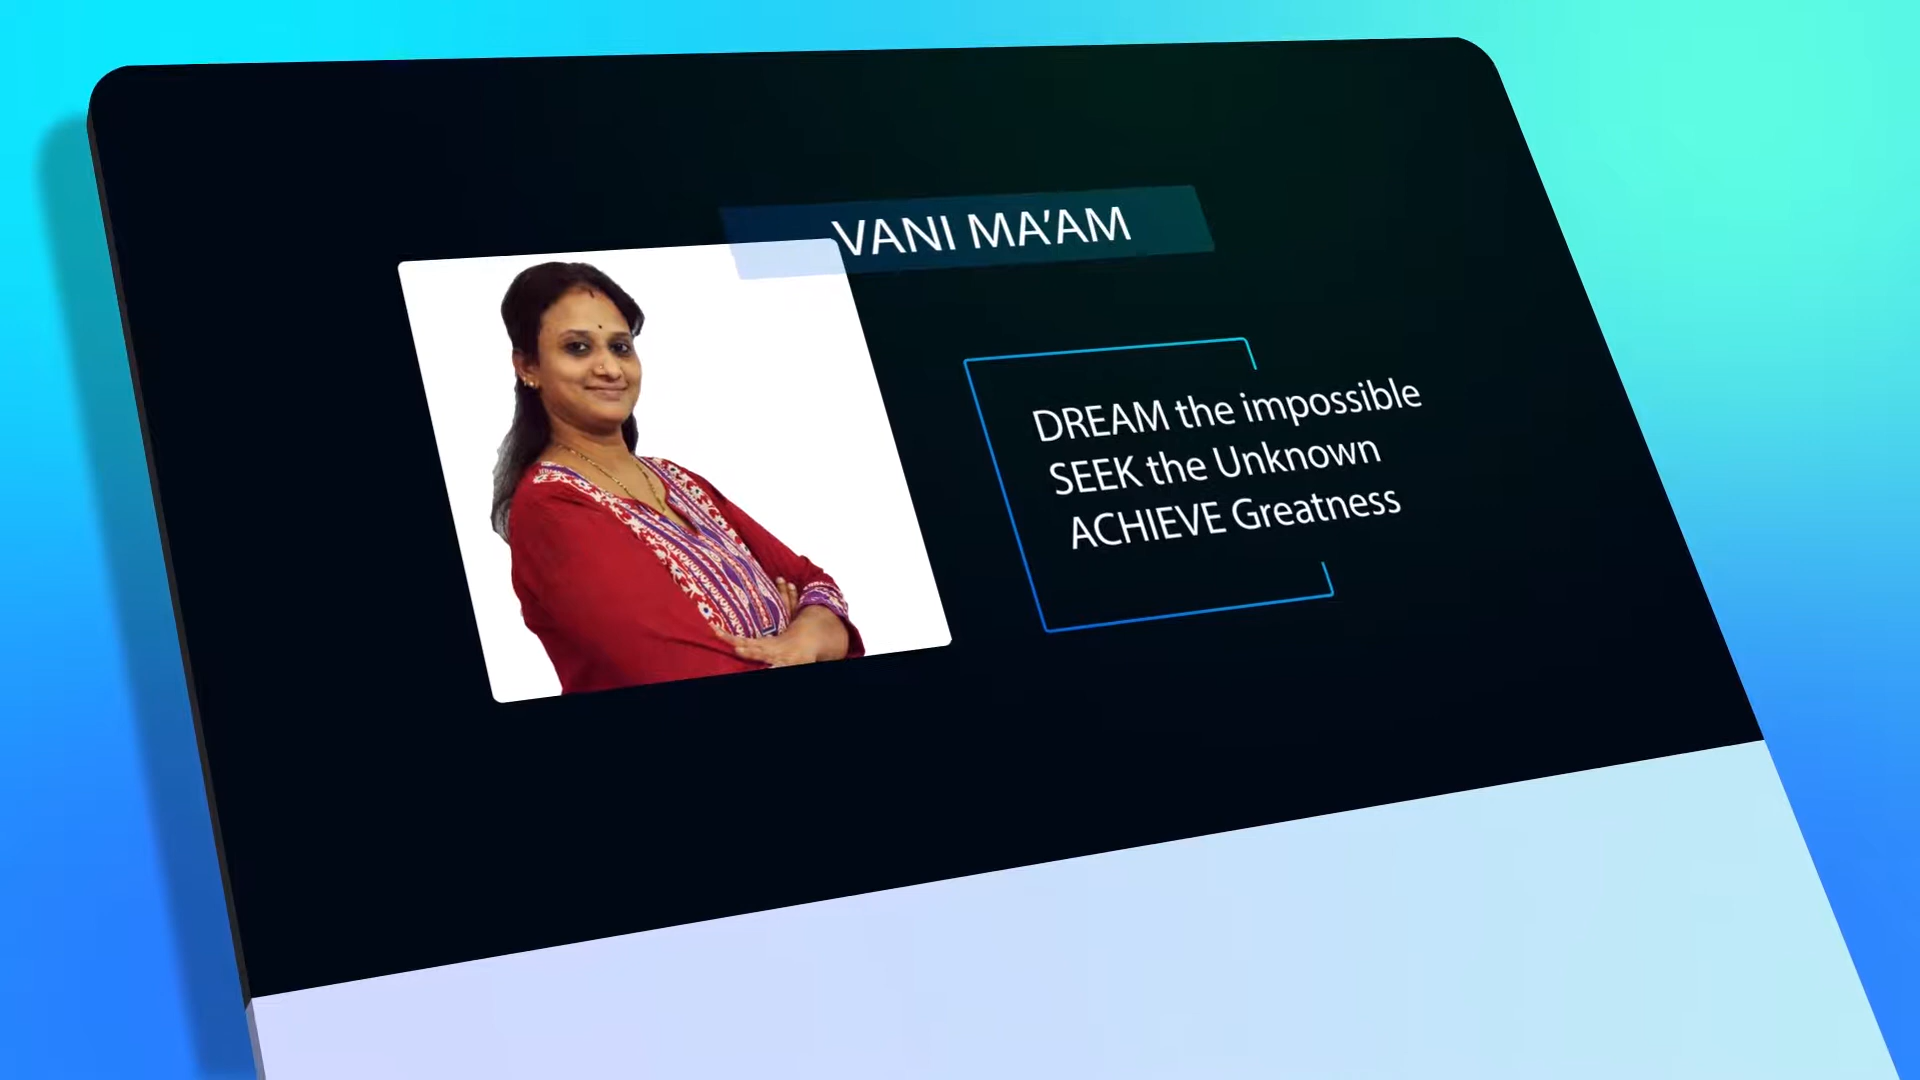 VANI MA’AM
DREAM the impossible
SEEK the Unknown
ACHIEVE Greatness